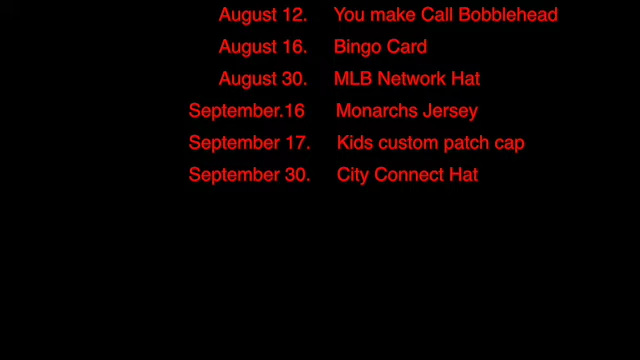 August 12. You make Call Bobblehead
August 16. Bingo Card
August 30. MLB Network Hat
September.16 Monarchs Jersey
September 17. Kids custom patch cap
September 30. City Connect Hat